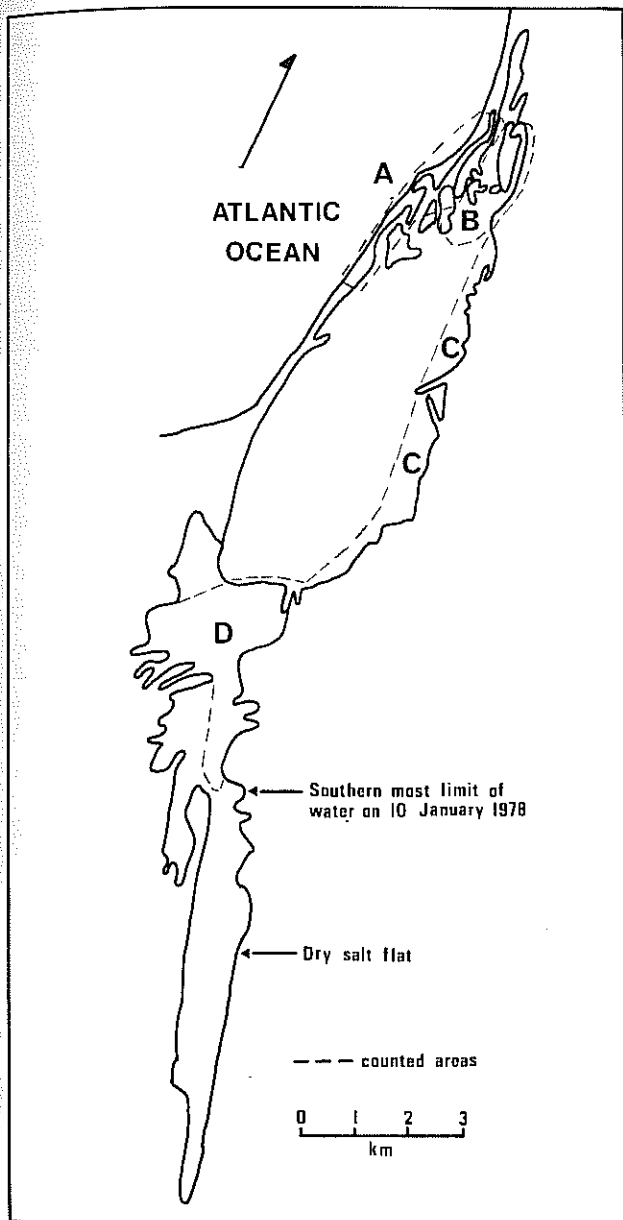 A
ATLANTIC
OCEAN
B
C
C
D
Southern most limit of
water on 10 January 1978
Dry salt flat
counted areas
0 1 2 3
km